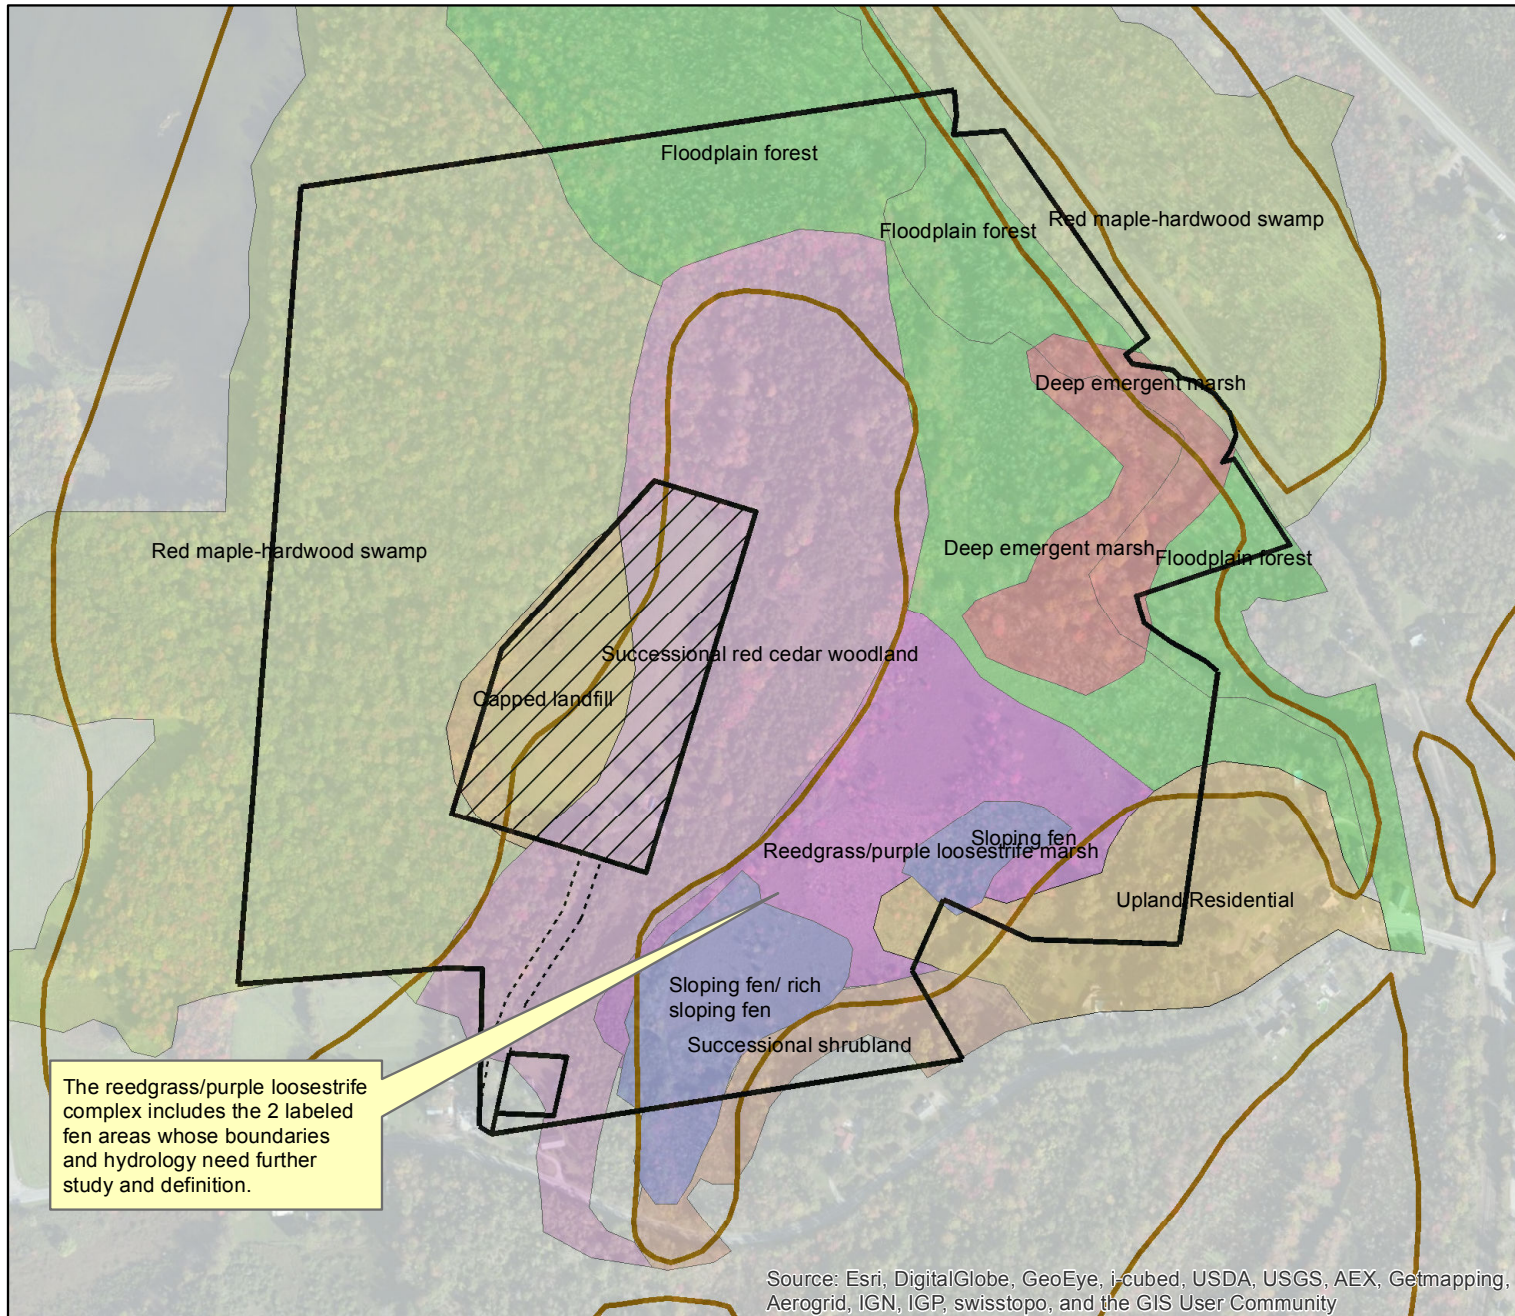 Floodplain forest
Red maple-hardwood swamp
Floodplain forest
Deep emergent marsh
Red maple-hardwood swamp
Deep emergent marsh
Floodplain forest
Successional red cedar woodland
Capped landfill
Sloping fen
Reedgrass/purple loosestrife marsh
Upland Residential
Sloping fen/ rich
sloping fen
Successional shrubland
The reedgrass/purple loosestrife
complex includes the 2 labeled
fen areas whose boundaries
and hydrology need further
study and definition.
Source: Esri, DigitalGlobe, GeoEye, i-cubed, USDA, USGS, AEX, Getmapping,
Aerogrid, IGN, IGP, swisstopo, and the GIS User Community